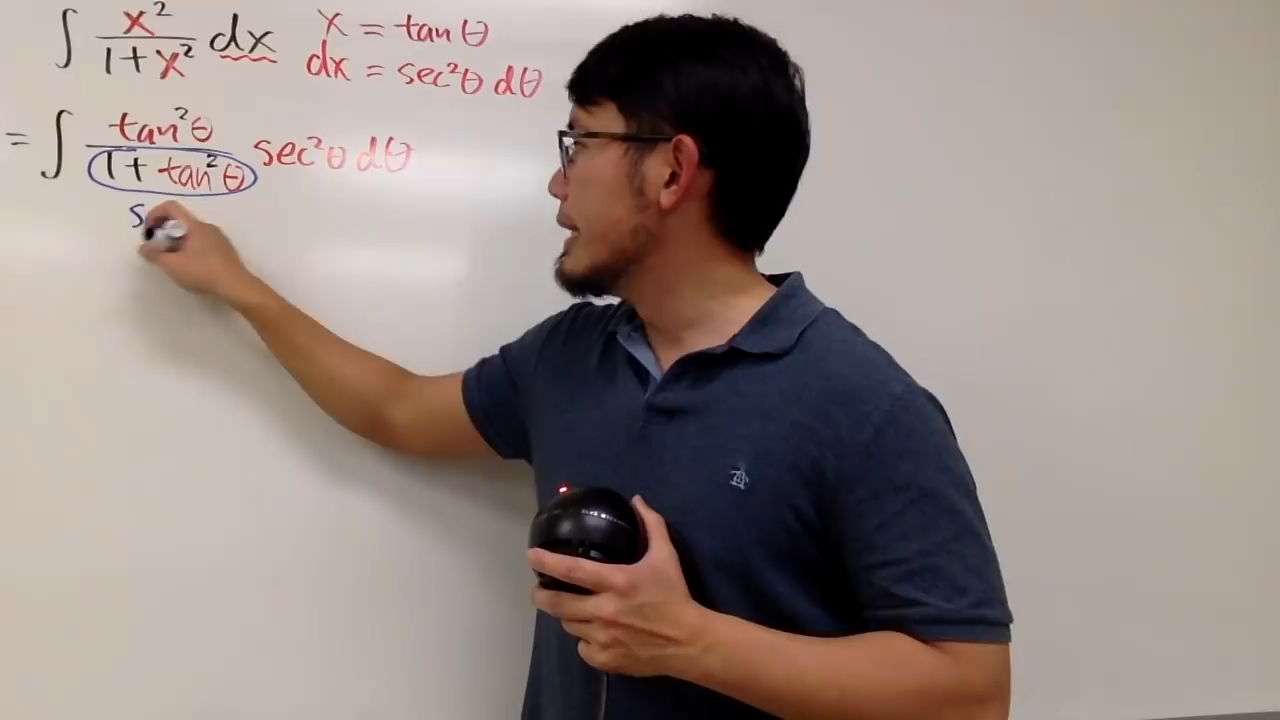 ∫ x²/(1+x²) dx x = tan θ
dx = sec²θ dθ
= ∫ tan²θ/(1+tan²θ) sec²θ dθ
s